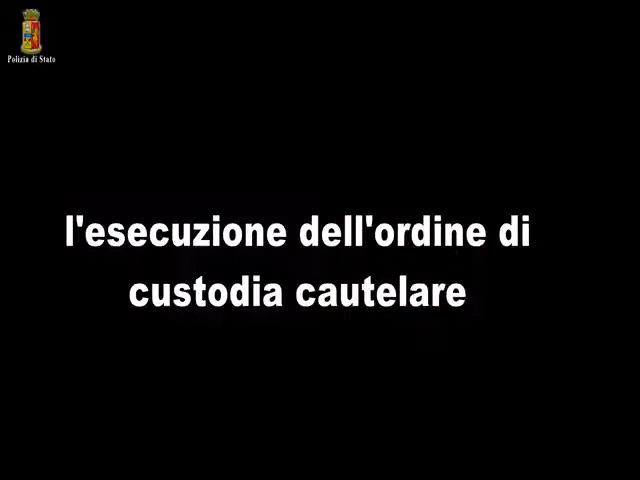 Polizia di Stato
l'esecuzione dell'ordine di
custodia cautelare